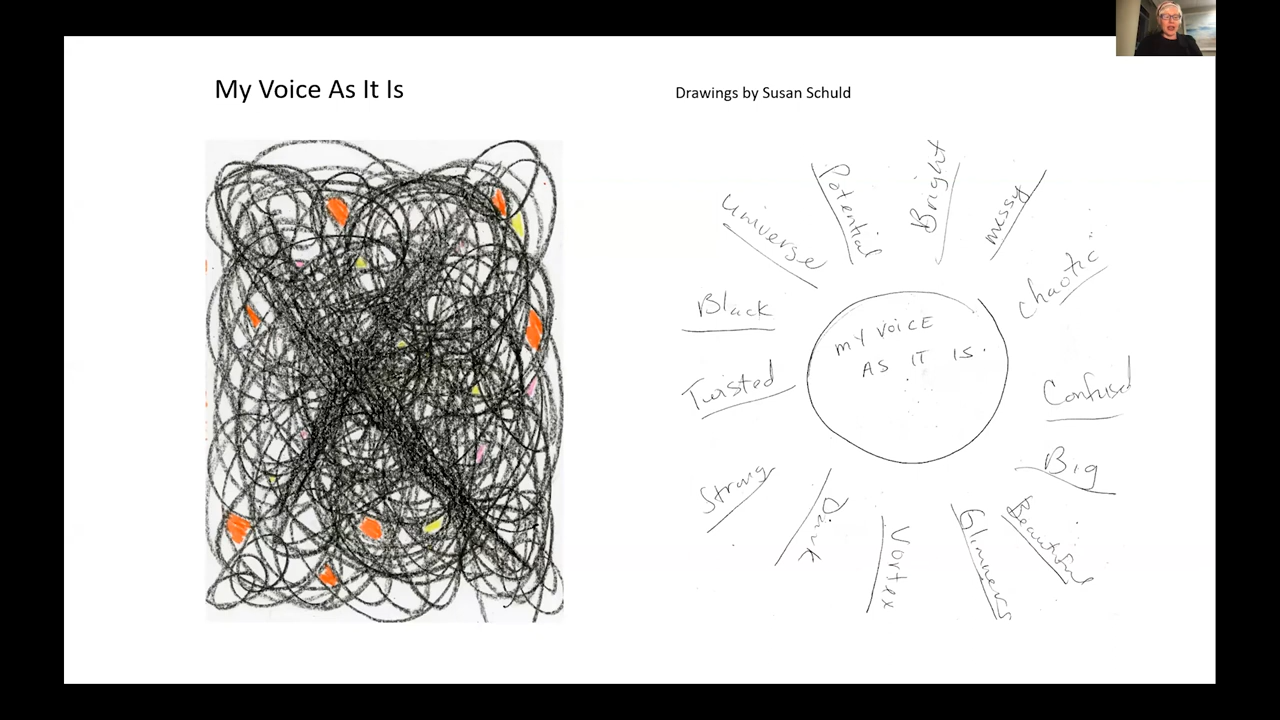 My Voice As It Is
Drawings by Susan Schuld
MY VOICE
AS IT IS.
Universe
Potential
Bright
messy
Chaotic
Confused
Big
Beautiful
Glimmers
Vortex
Pink
Strong
Twisted
Black